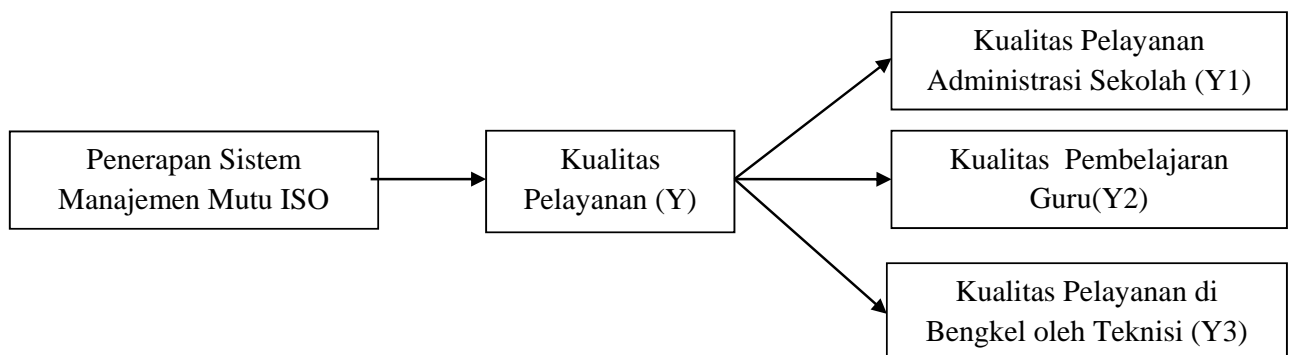 Penerapan Sistem
Manajemen Mutu ISO
Kualitas
Pelayanan (Y)
Kualitas Pelayanan
Administrasi Sekolah (Y1)
Kualitas Pembelajaran
Guru(Y2)
Kualitas Pelayanan di
Bengkel oleh Teknisi (Y3)